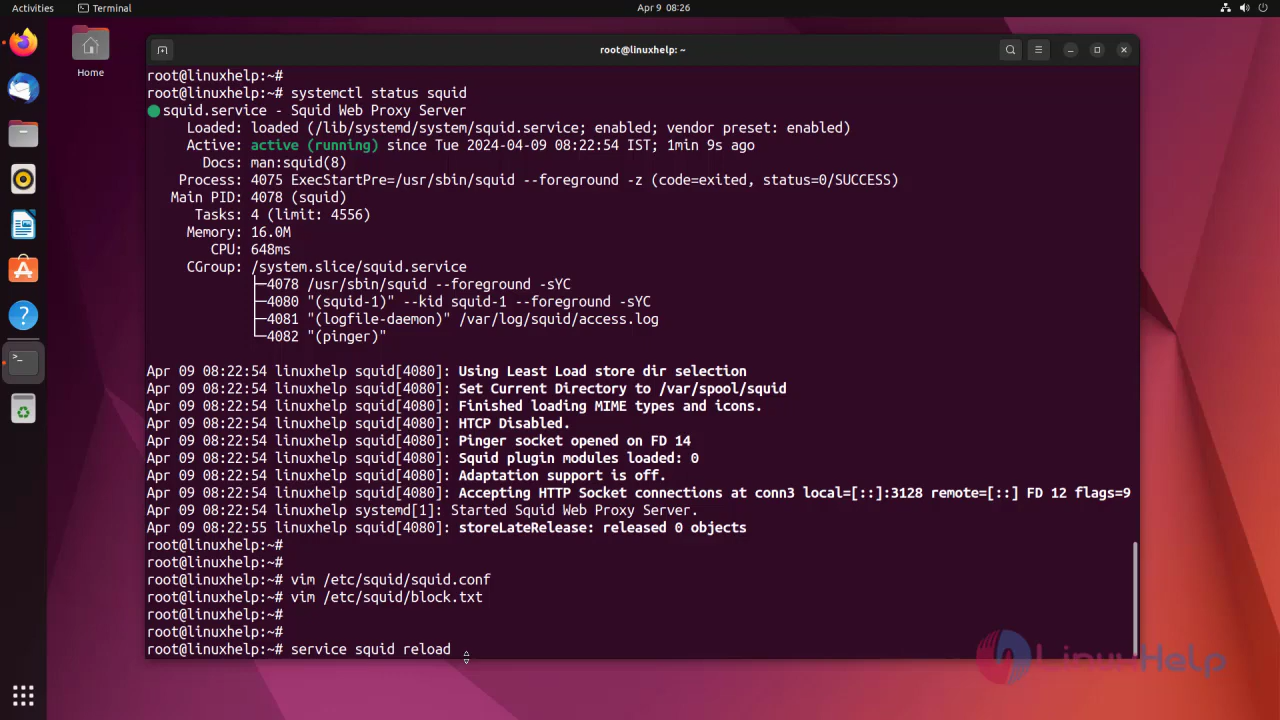 Activities
Terminal
Apr 9 08:26
root@linuxhelp: ~
Home
root@linuxhelp:~#
root@linuxhelp:~# systemctl status squid
squid.service - Squid Web Proxy Server
Loaded: loaded (/lib/systemd/system/squid.service; enabled; vendor preset: enabled)
Active: active (running) since Tue 2024-04-09 08:22:54 IST; 1min 9s ago
Docs: man:squid(8)
Process: 4075 ExecStartPre=/usr/sbin/squid --foreground -z (code=exited, status=0/SUCCESS)
Main PID: 4078 (squid)
Tasks: 4 (limit: 4556)
Memory: 16.0M
CPU: 648ms
CGroup: /system.slice/squid.service
├─4078 /usr/sbin/squid --foreground -sYC
├─4080 "(squid-1)" --kid squid-1 --foreground -sYC
├─4081 "(logfile-daemon)" /var/log/squid/access.log
└─4082 "(pinger)"
Apr 09 08:22:54 linuxhelp squid[4080]: Using Least Load store dir selection
Apr 09 08:22:54 linuxhelp squid[4080]: Set Current Directory to /var/spool/squid
Apr 09 08:22:54 linuxhelp squid[4080]: Finished loading MIME types and icons.
Apr 09 08:22:54 linuxhelp squid[4080]: HTCP Disabled.
Apr 09 08:22:54 linuxhelp squid[4080]: Pinger socket opened on FD 14
Apr 09 08:22:54 linuxhelp squid[4080]: Squid plugin modules loaded: 0
Apr 09 08:22:54 linuxhelp squid[4080]: Adaptation support is off.
Apr 09 08:22:54 linuxhelp squid[4080]: Accepting HTTP Socket connections at conn3 local=[::]:3128 remote=[::] FD 12 flags=9
Apr 09 08:22:54 linuxhelp systemd[1]: Started Squid Web Proxy Server.
Apr 09 08:22:55 linuxhelp squid[4080]: storeLateRelease: released 0 objects
root@linuxhelp:~#
root@linuxhelp:~#
root@linuxhelp:~# vim /etc/squid/squid.conf
root@linuxhelp:~# vim /etc/squid/block.txt
root@linuxhelp:~#
root@linuxhelp:~#
root@linuxhelp:~# service squid reload
LinuxHelp